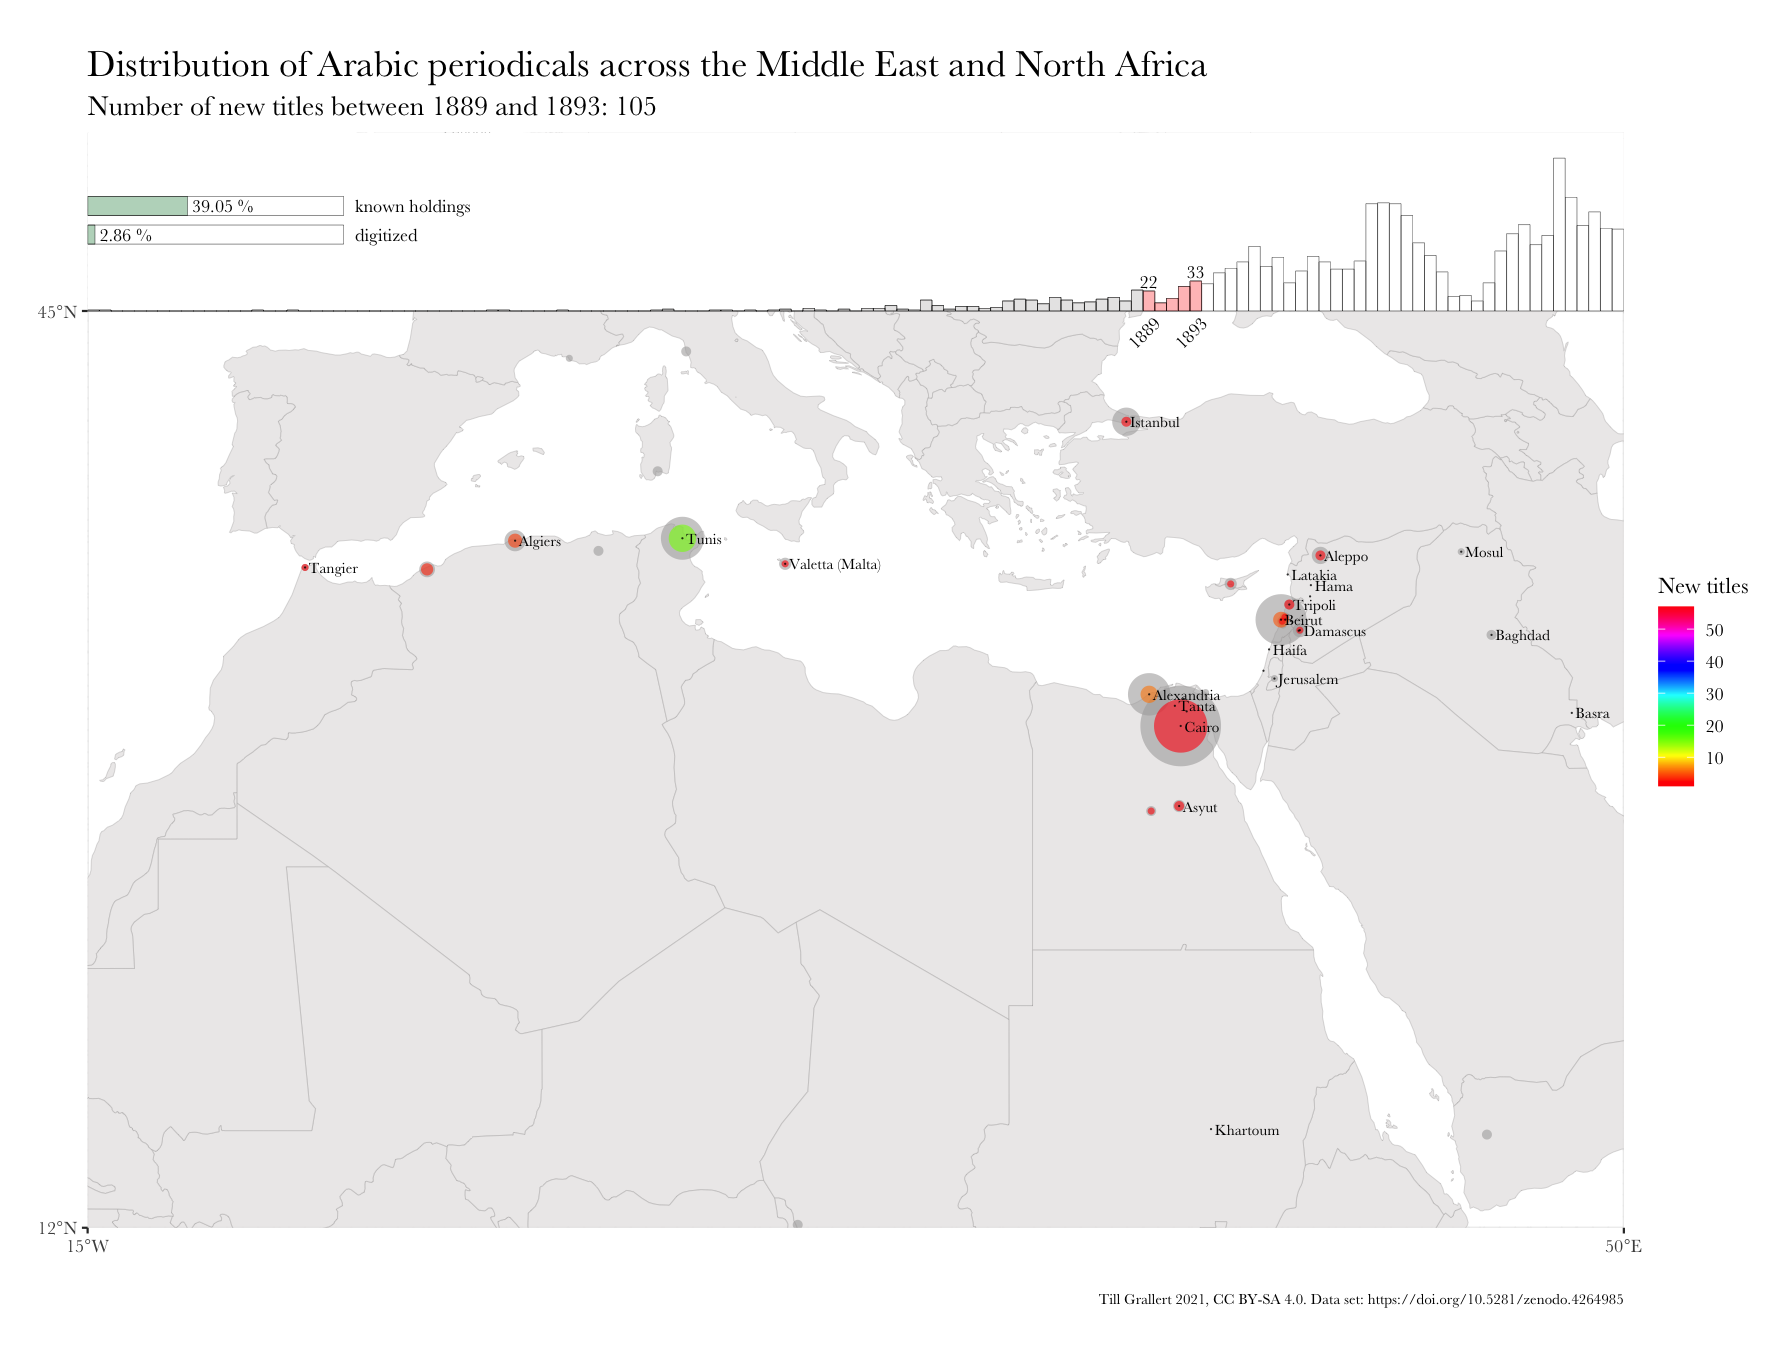 Distribution of Arabic periodicals across the Middle East and North Africa
Number of new titles between 1889 and 1893: 105
39.05 % known holdings
2.86 % digitized
22
33
45°N
1889
1893
Istanbul
Tunis
Algiers
Mosul
Aleppo
Valetta (Malta)
Tangier
Latakia
Hama
New titles
Tripoli
Beirut
50
Damascus
Baghdad
Haifa
40
Jerusalem
30
Alexandria
Tanta
Basra
20
Cairo
10
Asyut
Khartoum
12°N
15°W
50°E
Till Grallert 2021, CC BY-SA 4.0. Data set: https://doi.org/10.5281/zenodo.4264985